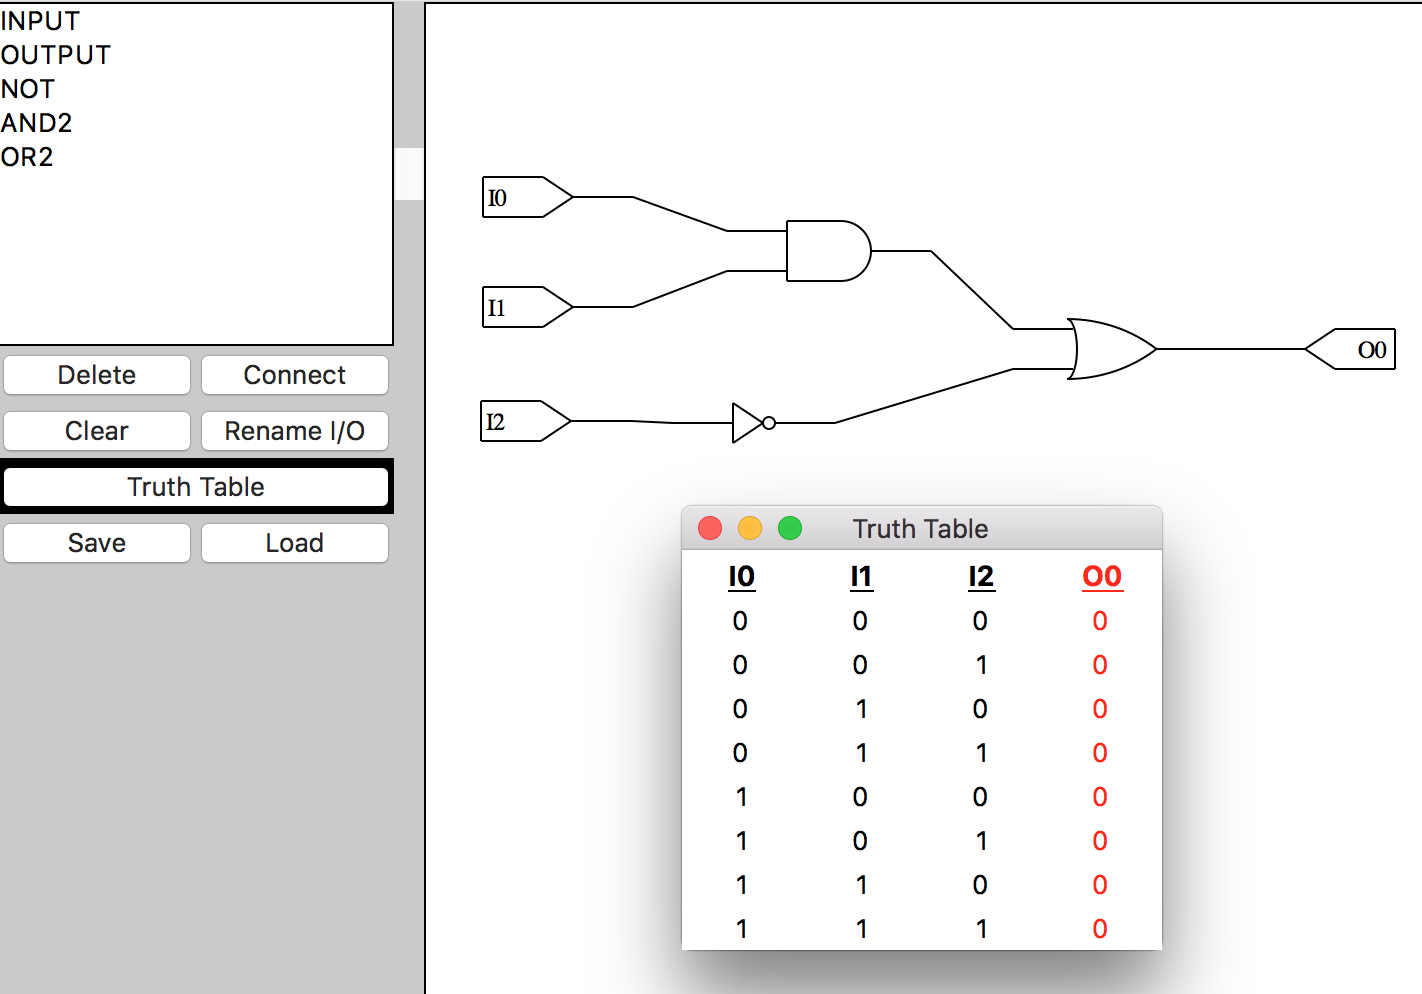 INPUT
OUTPUT
NOT
AND2
OR2
Delete Connect
Clear Rename I/O
Truth Table
Save Load
I0
I1
I2
O0
Truth Table
I0 I1 I2 O0
0 0 0 0
0 0 1 0
0 1 0 0
0 1 1 0
1 0 0 0
1 0 1 0
1 1 0 0
1 1 1 0